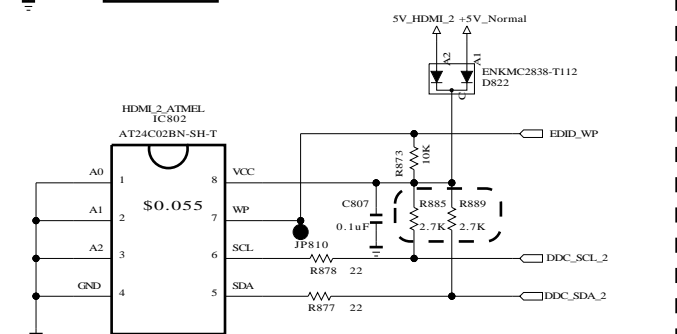 5V_HDMI_2 +5V_Normal
A2
A1
ENKMC2838-T112
D822
C
HDMI_2_ATMEL
IC802
AT24C02BN-SH-T
EDID_WP
R873
10K
A0 1
8 VCC
$0.055
C807
0.1uF
R885 R889
2.7K 2.7K
A1 2
7 WP
JP810
A2 3
6 SCL
R878 22
DDC_SCL_2
GND 4
5 SDA
R877 22
DDC_SDA_2